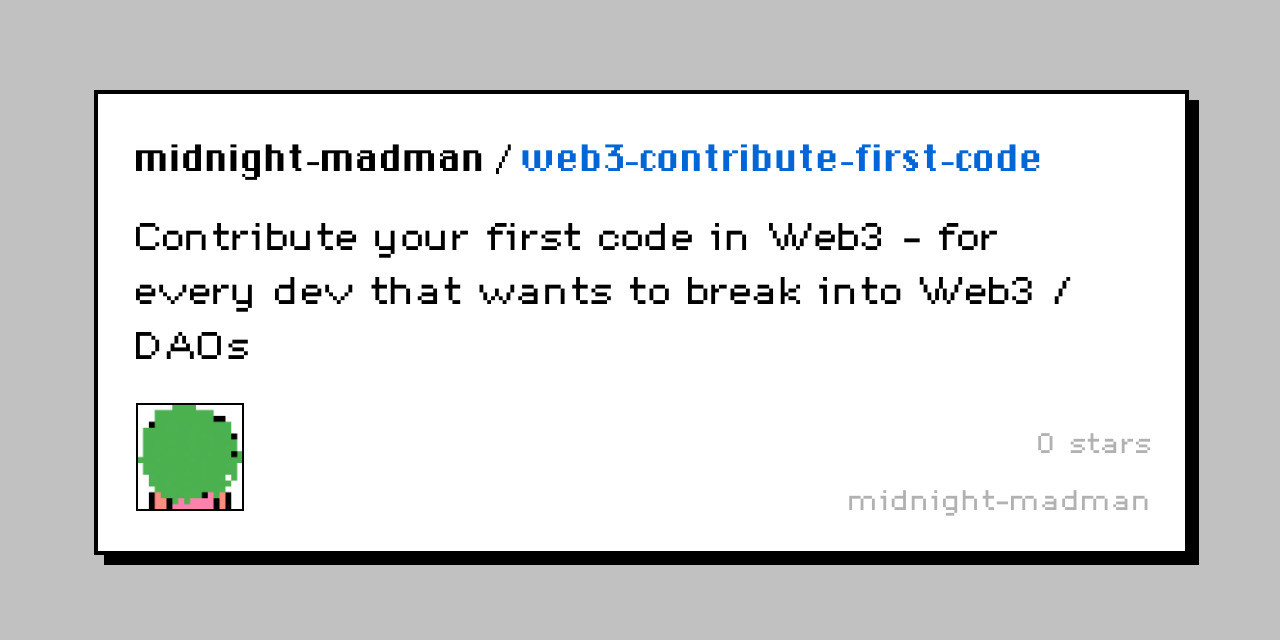 midnight-madman / web3-contribute-first-code
Contribute your first code in Web3 - for
every dev that wants to break into Web3 /
DAOs
0 stars
midnight-madman